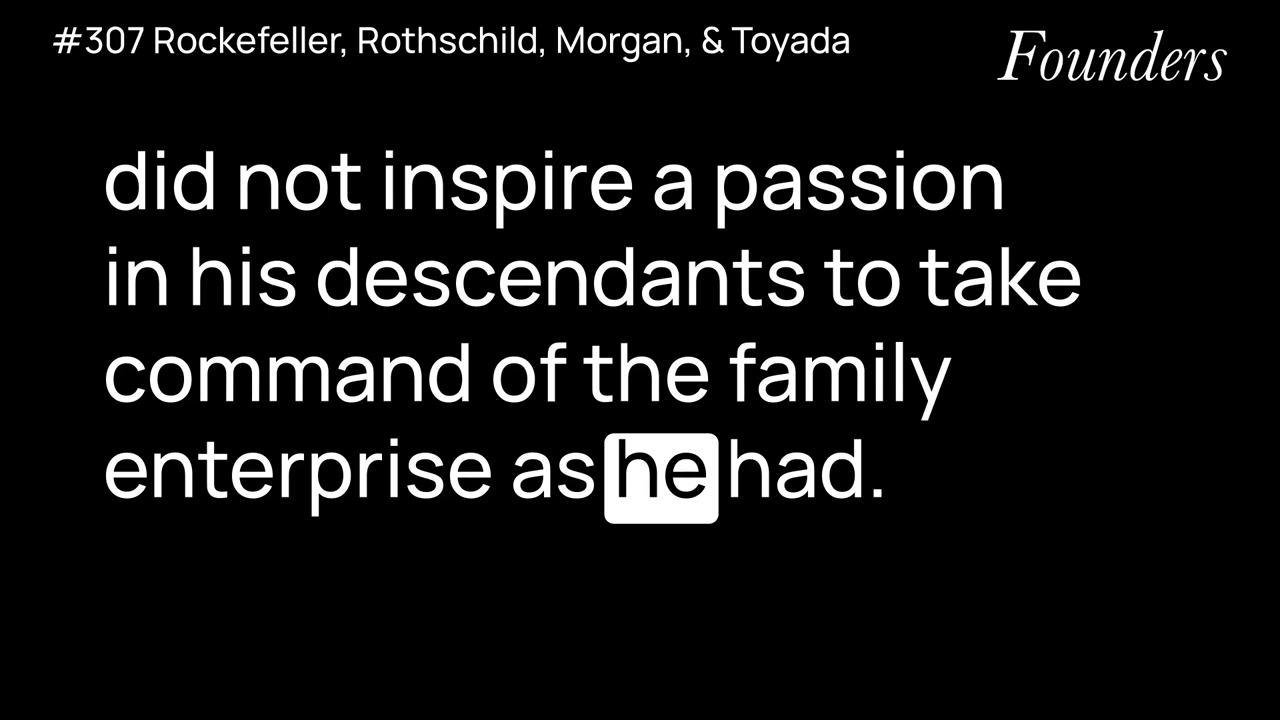 #307 Rockefeller, Rothschild, Morgan, & Toyada
Founders
did not inspire a passion
in his descendants to take
command of the family
enterprise as he had.